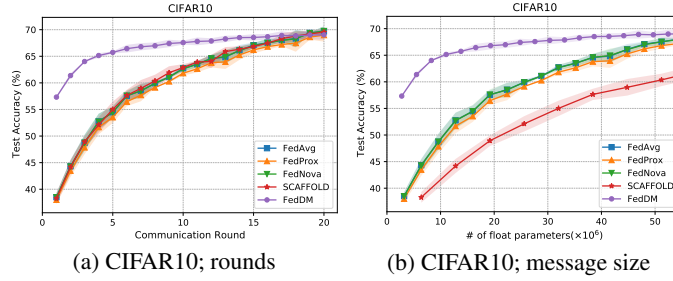 CIFAR10
70
65
60
55
50
45
40
Test Accuracy (%)
0
5
10
15
20
Communication Round
FedAvg
FedProx
FedNova
SCAFFOLD
FedDM
(a) CIFAR10; rounds
CIFAR10
70
65
60
55
50
45
40
Test Accuracy (%)
0
10
20
30
40
50
# of float parameters(×10⁶)
FedAvg
FedProx
FedNova
SCAFFOLD
FedDM
(b) CIFAR10; message size